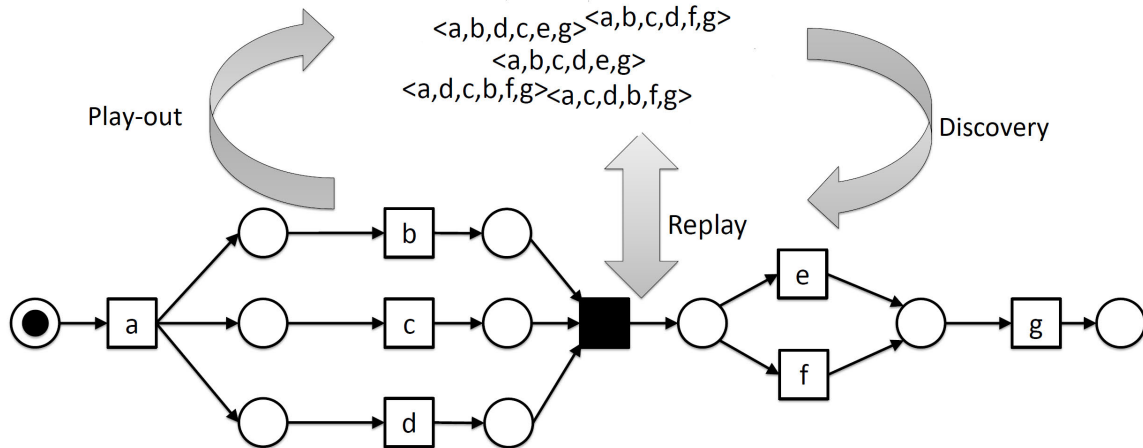 <a,b,d,c,e,g>
<a,b,c,d,f,g>
<a,b,c,d,e,g>
<a,d,c,b,f,g>
<a,c,d,b,f,g>
Play-out
Discovery
Replay
b
e
a
c
g
f
d